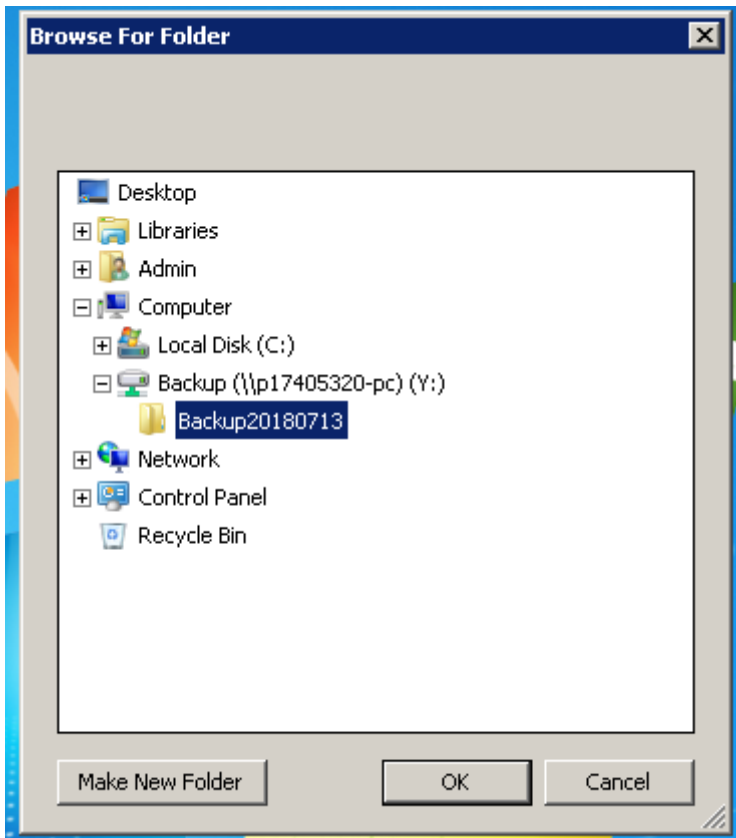 Browse For Folder
Desktop
Libraries
Admin
Computer
Local Disk (C:)
Backup (\\p17405320-pc) (Y:)
Backup20180713
Network
Control Panel
Recycle Bin
Make New Folder
OK
Cancel